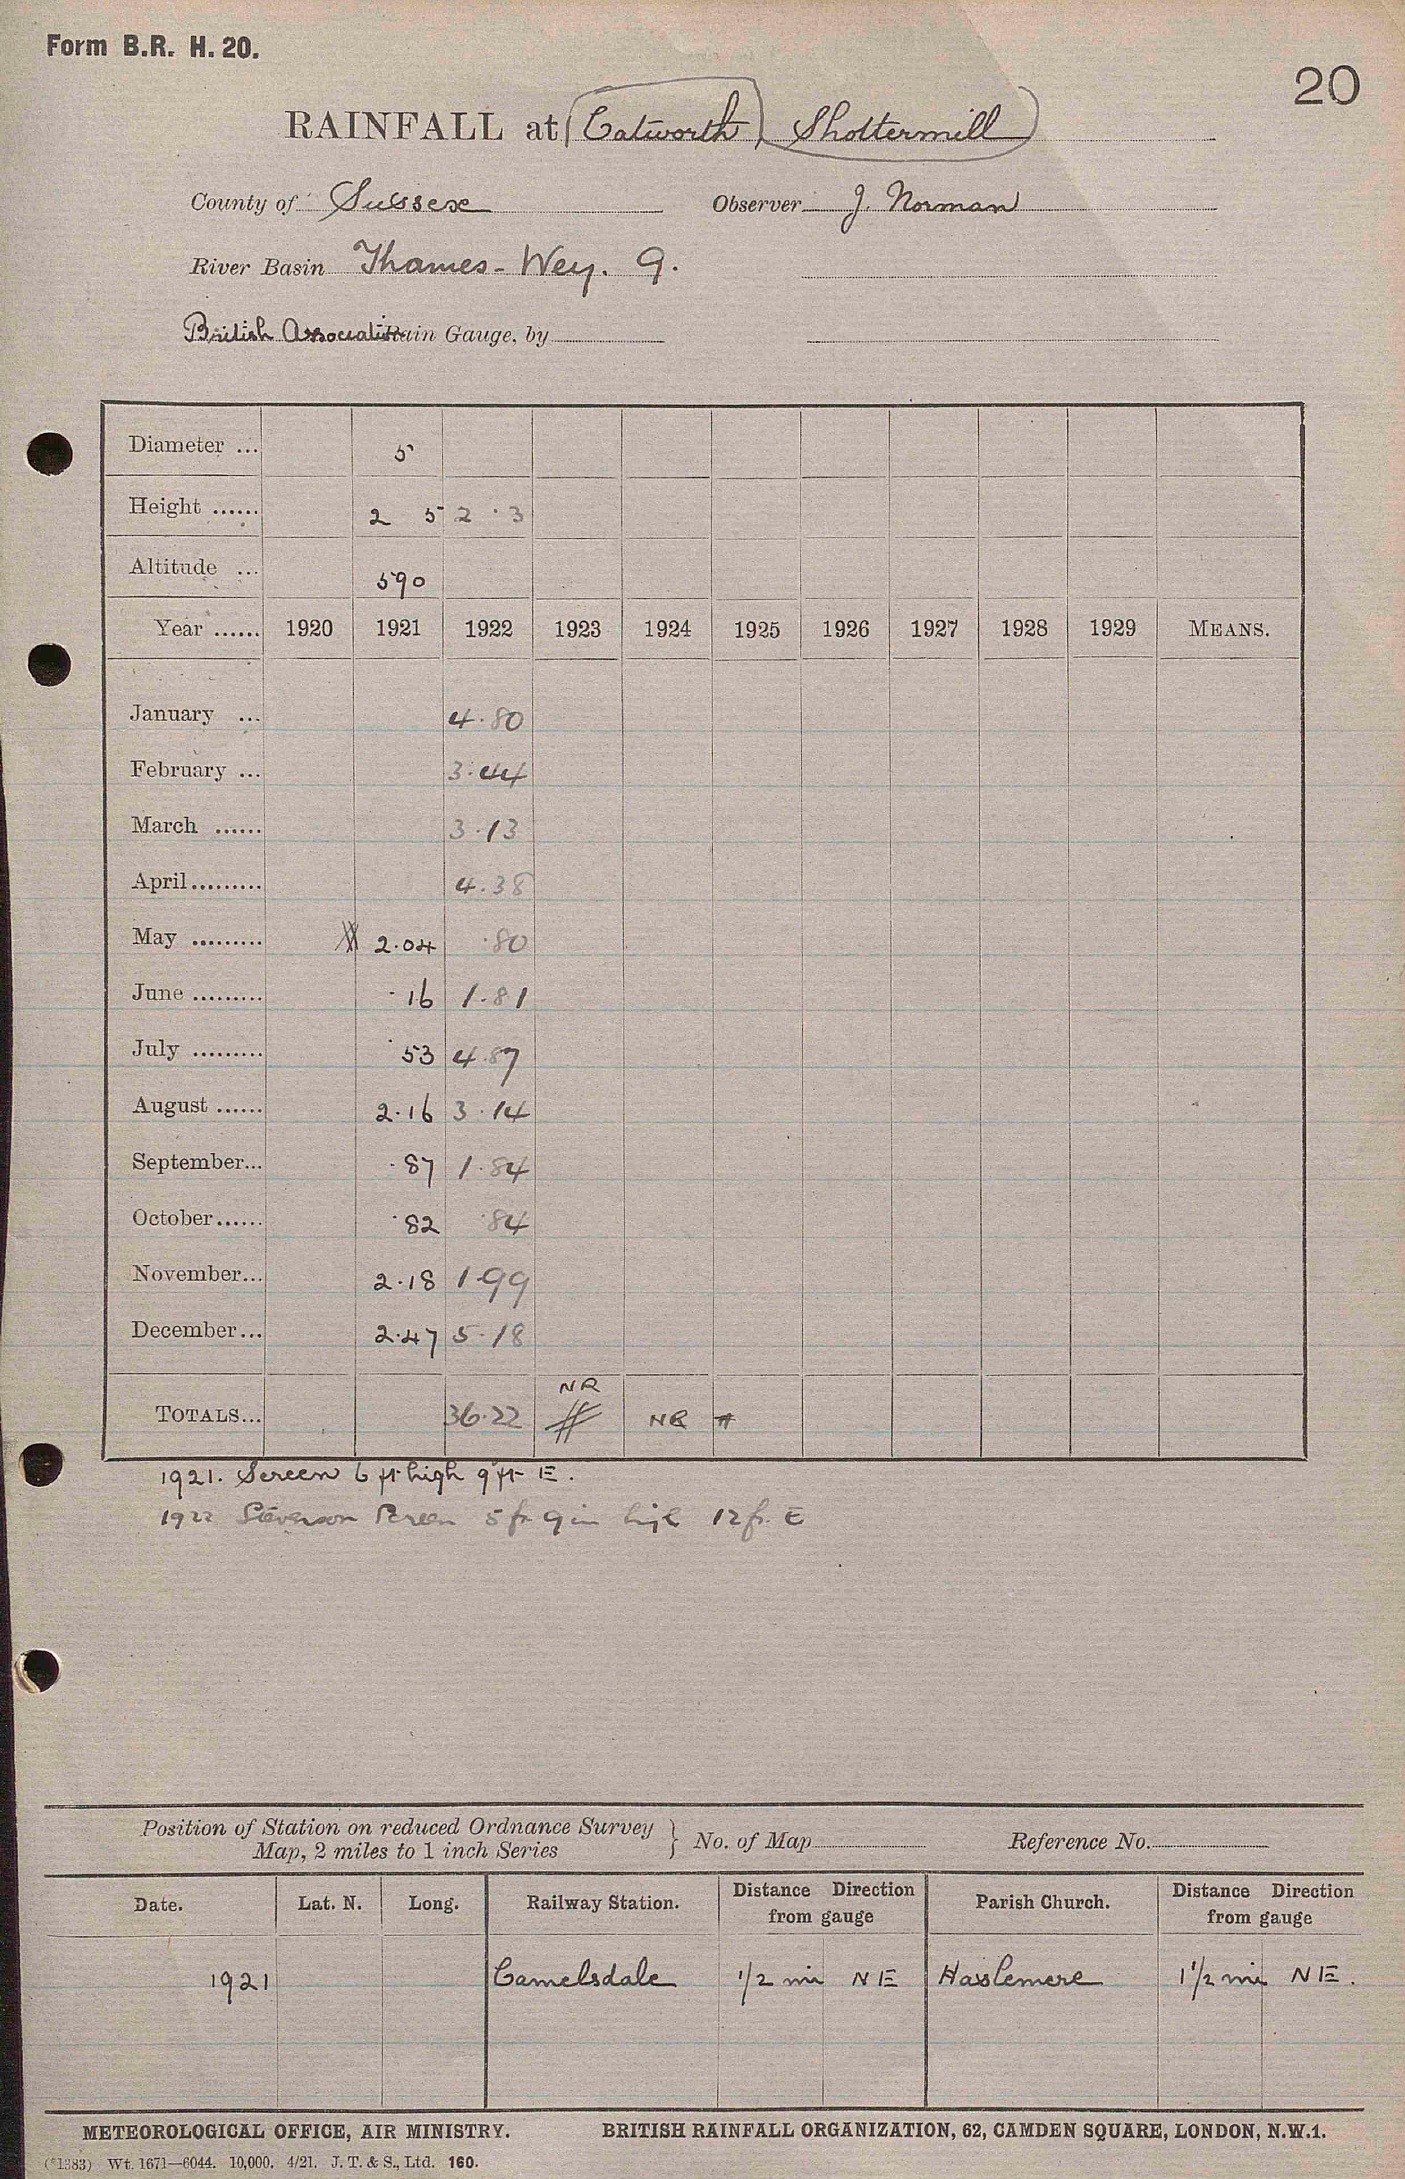 Form B.R. H. 20.
20
RAINFALL at (Catworth) Shottermill)
County of Sussex Observer J. Norman
River Basin Thames - Wey. 9.
British Association Rain Gauge, by
Diameter ... 5
Height ...... 2 5 2 . 3
Altitude ... 590
Year ...... 1920 1921 1922 1923 1924 1925 1926 1927 1928 1929 MEANS.
January ... 4.80
February ... 3.44
March ...... 3.13
April ......... 4.38
May ......... 2.04 .80
June ......... .16 1.81
July ......... .53 4.87
August ...... 2.16 3.14
September... .87 1.84
October...... .82 .84
November... 2.18 1.99
December... 2.47 5.18
NR
TOTALS... 36.22 # NR #
1921. Screen 6 ft high 9 ft E.
1922 Stevenson Screen 5 ft 9 in high 12 ft. E
Position of Station on reduced Ordnance Survey
Map, 2 miles to 1 inch Series } No. of Map Reference No.
Date. Lat. N. Long. Railway Station. Distance Direction from gauge Parish Church. Distance Direction from gauge
1921 Camelsdale 1/2 mi NE Haslemere 1 1/2 mi NE.
METEOROLOGICAL OFFICE, AIR MINISTRY. BRITISH RAINFALL ORGANIZATION, 62, CAMDEN SQUARE, LONDON, N.W.1.
(*1383) Wt. 1671—6044. 10,000. 4/21. J. T. & S., Ltd. 160.